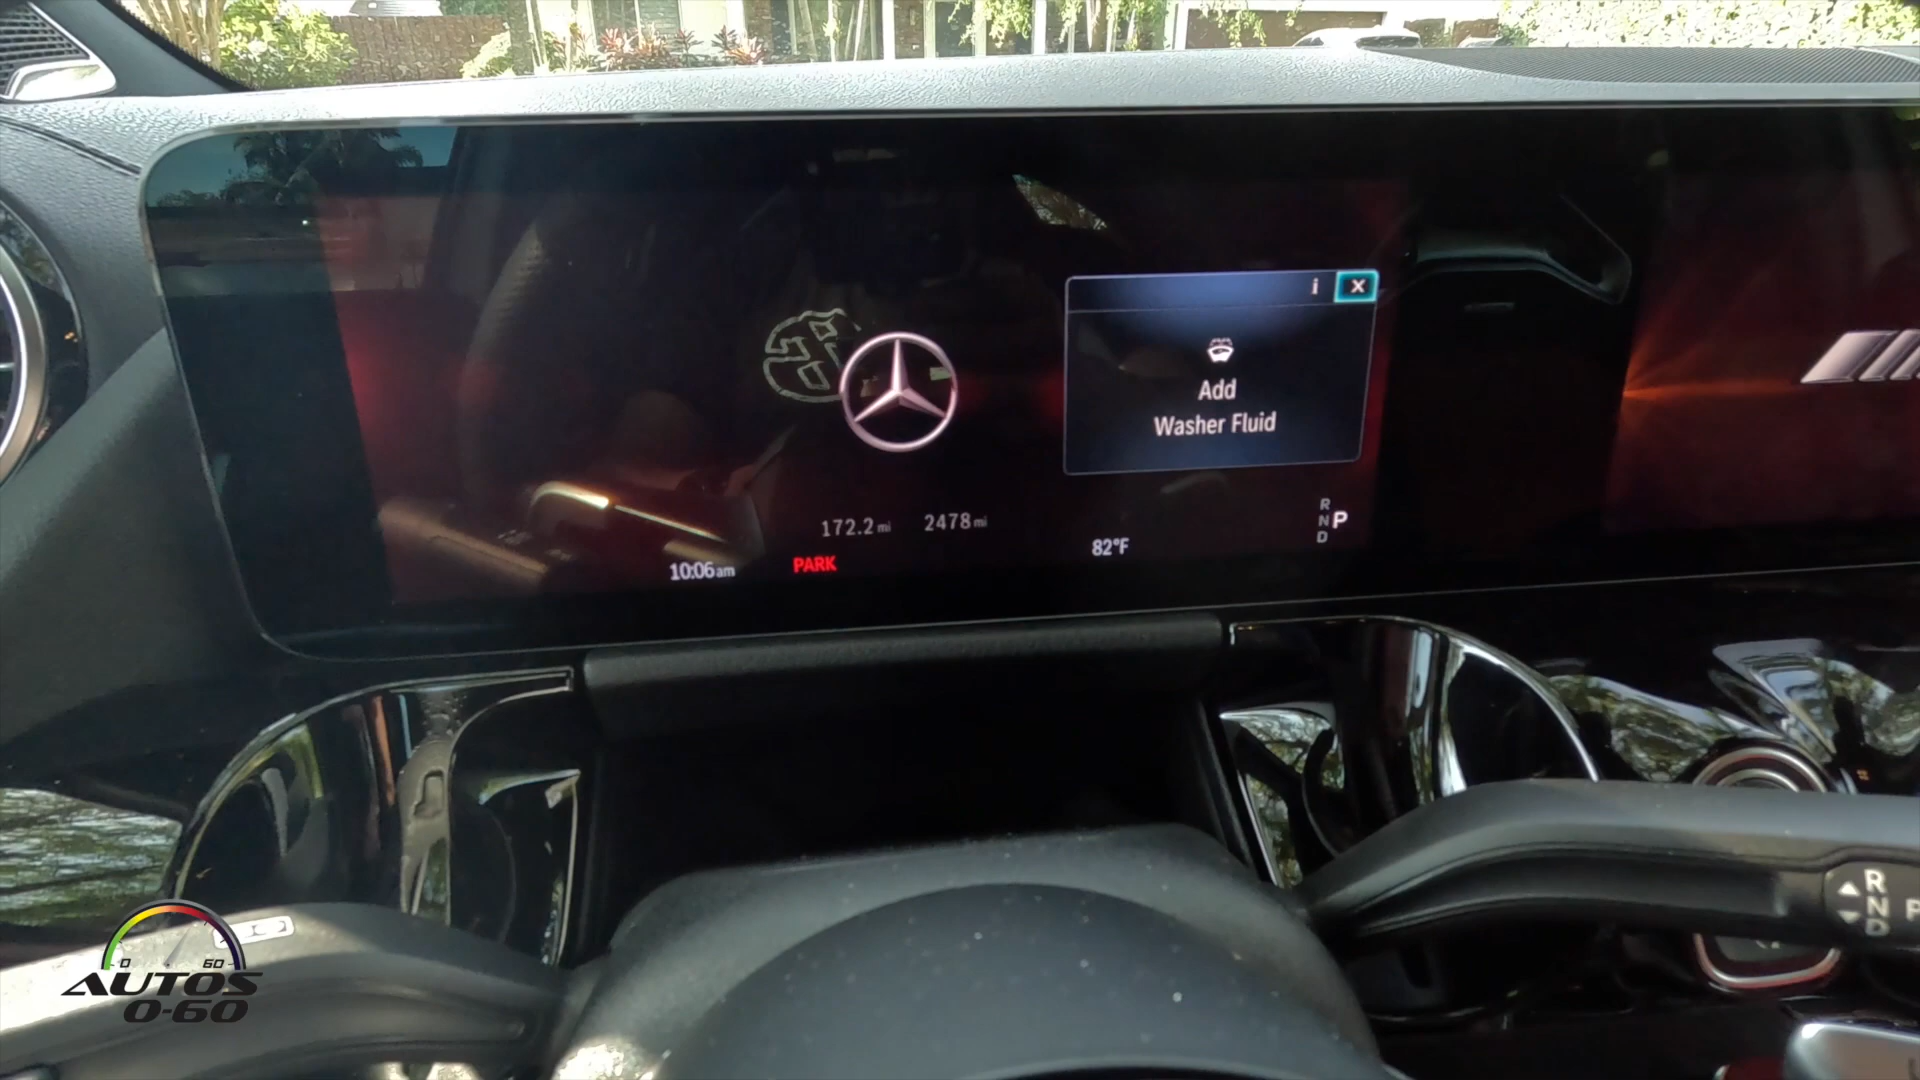 i X
Add
Washer Fluid
172.2 mi 2478 mi
R
N P
D
82°F
10:06am PARK
R
N P
D
0 60
AUTOS
0-60